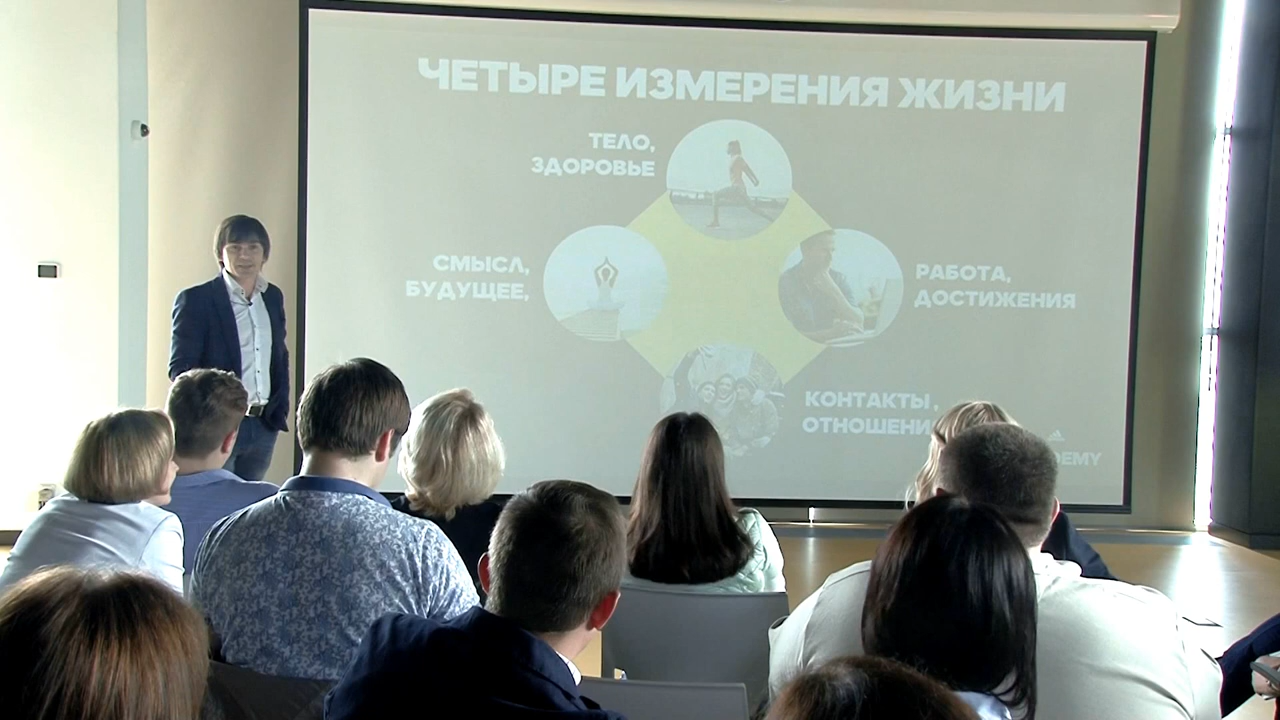 ЧЕТЫРЕ ИЗМЕРЕНИЯ ЖИЗНИ
ТЕЛО,
ЗДОРОВЬЕ
СМЫСЛ,
БУДУЩЕЕ,
РАБОТА,
ДОСТИЖЕНИЯ
КОНТАКТЫ,